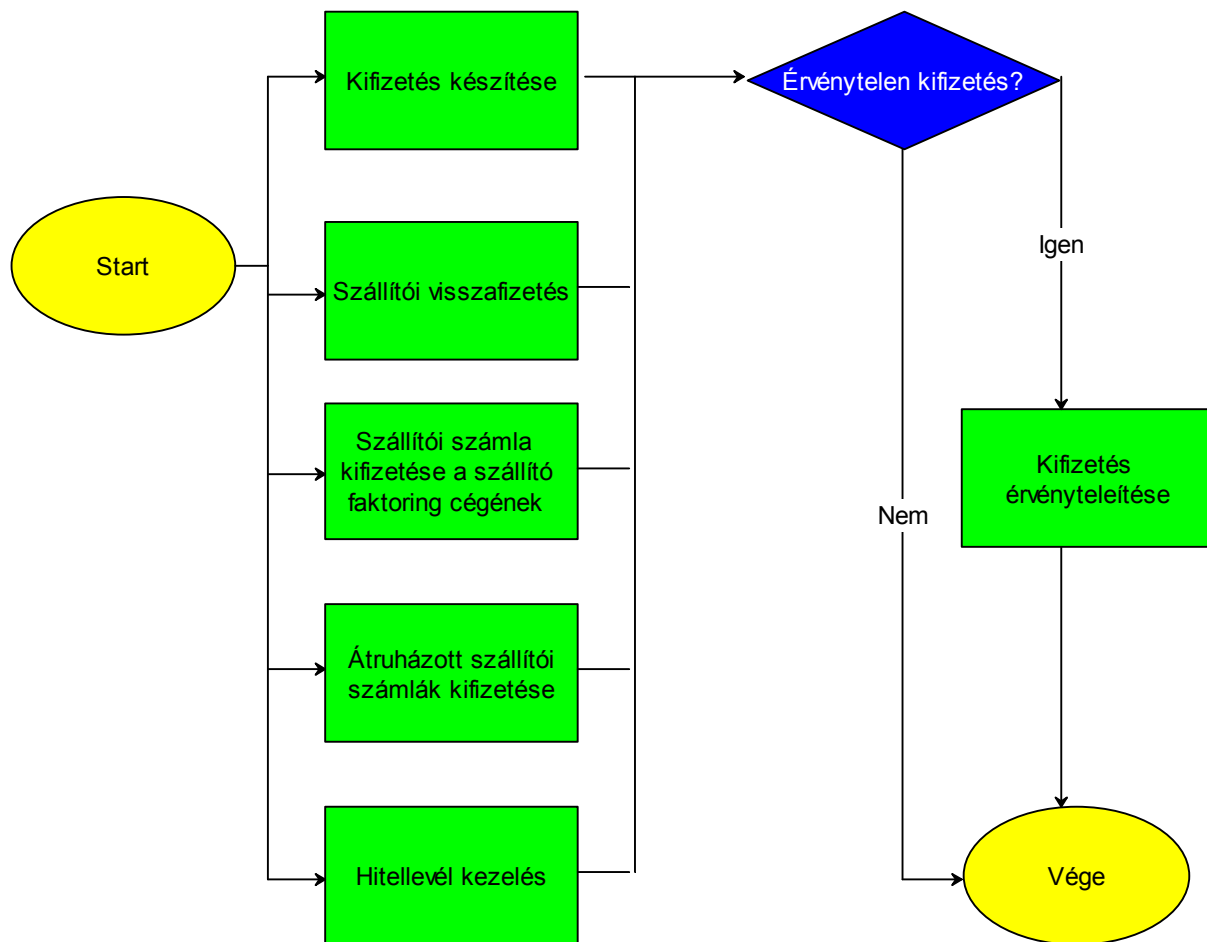 Kifizetés készítése
Érvénytelen kifizetés?
Start
Szállítói visszafizetés
Igen
Szállítói számla
kifizetése a szállító
faktoring cégének
Kifizetés
érvényteleítése
Nem
Átruházott szállítói
számlák kifizetése
Hitellevél kezelés
Vége